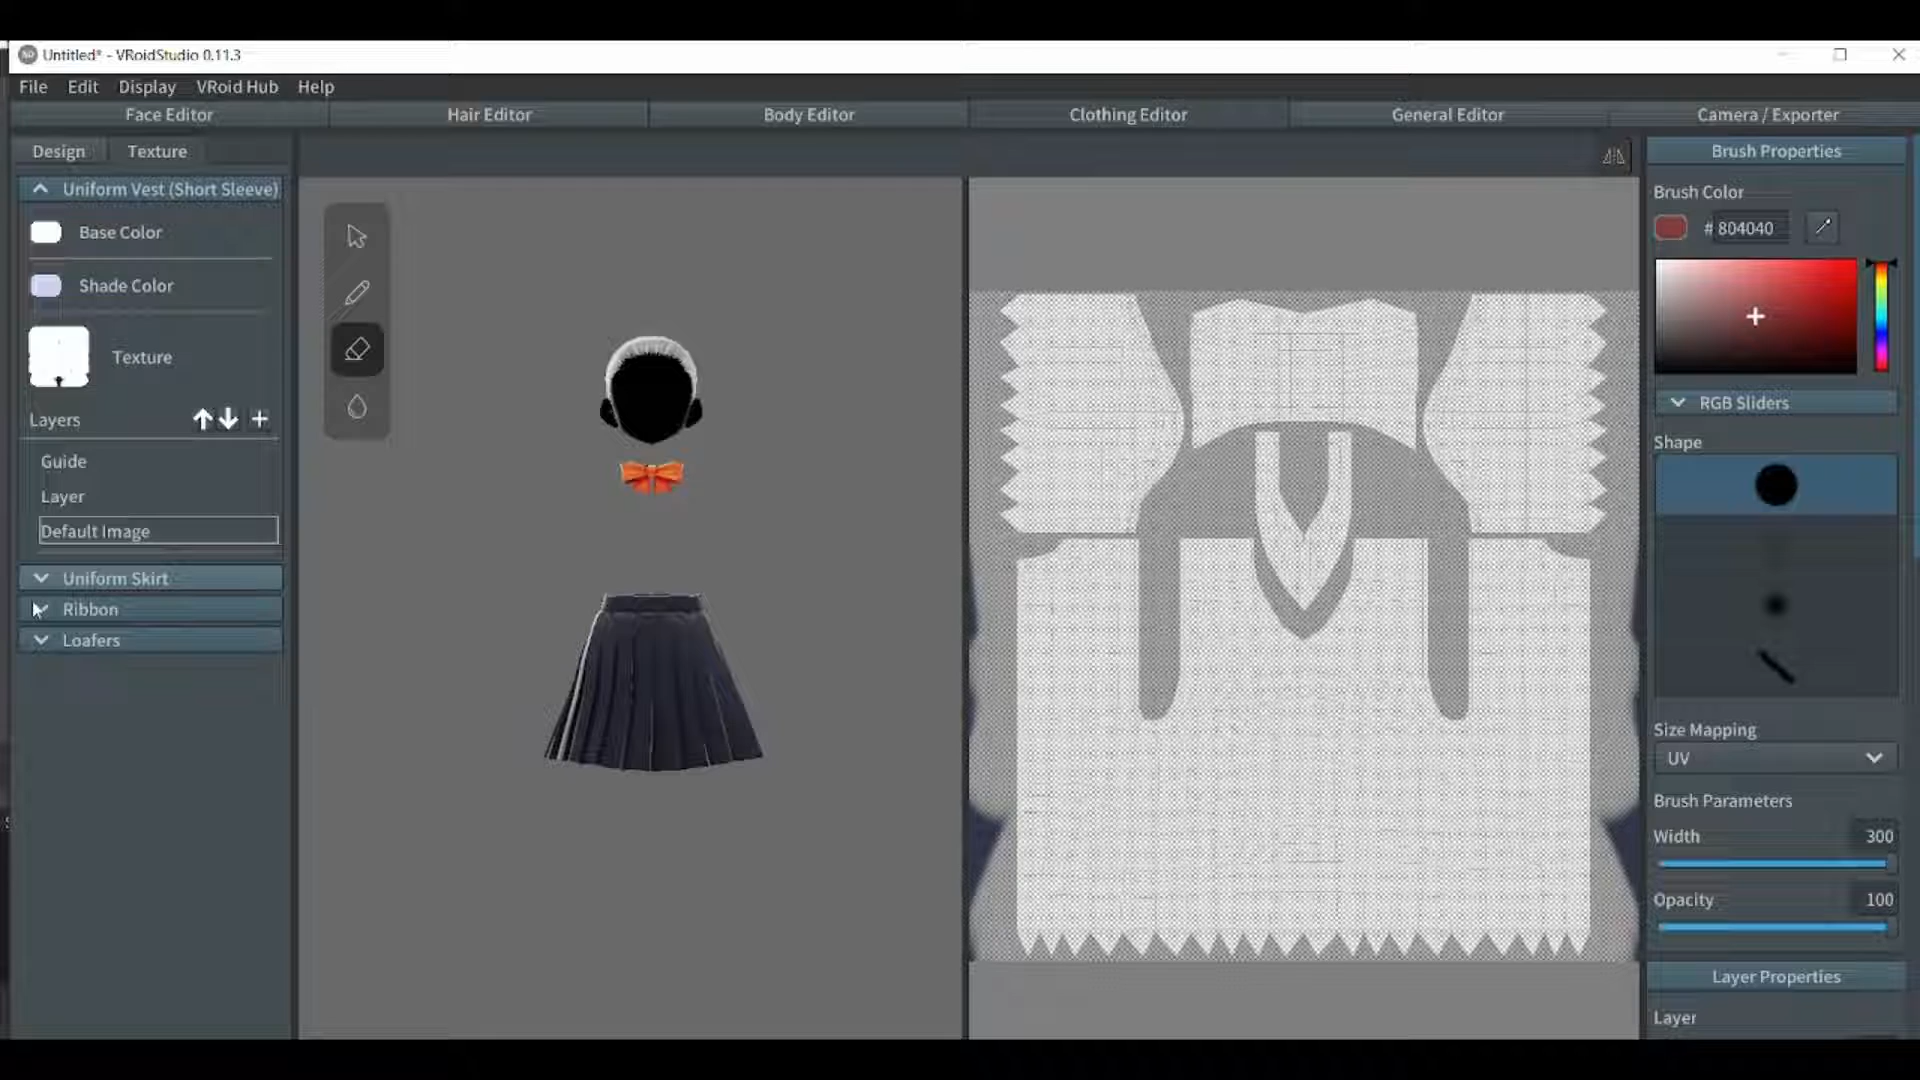 Untitled* - VRoidStudio 0.11.3
File Edit Display VRoid Hub Help
Face Editor Hair Editor Body Editor Clothing Editor General Editor Camera / Exporter
Design Texture
Uniform Vest (Short Sleeve)
Base Color
Shade Color
Texture
Layers
Guide
Layer
Default Image
Uniform Skirt
Ribbon
Loafers
Brush Properties
Brush Color
# 804040
RGB Sliders
Shape
Size Mapping
UV
Brush Parameters
Width 300
Opacity 100
Layer Properties
Layer